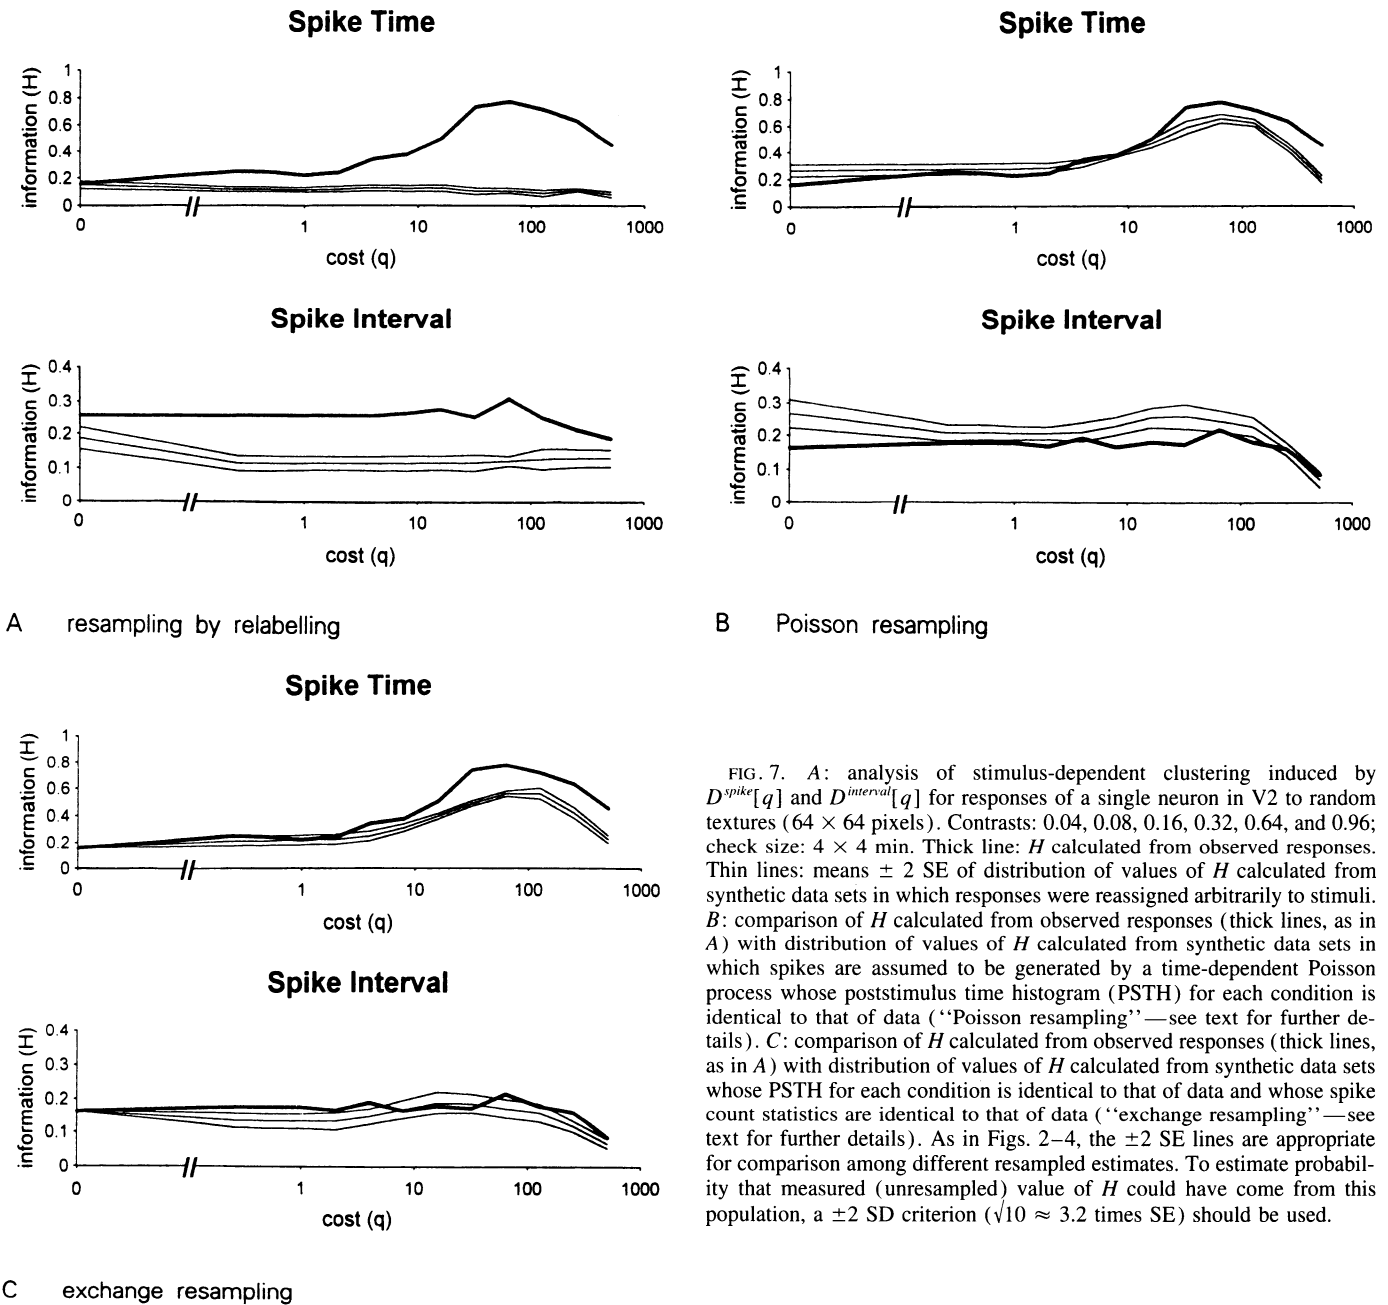 Spike Time
information (H)
1
0.8
0.6
0.4
0.2
0
0
1
10
100
1000
cost (q)
Spike Interval
information (H)
0.4
0.3
0.2
0.1
0
0
1
10
100
1000
cost (q)
A resampling by relabelling
Spike Time
information (H)
1
0.8
0.6
0.4
0.2
0
0
1
10
100
1000
cost (q)
Spike Interval
information (H)
0.4
0.3
0.2
0.1
0
0
1
10
100
1000
cost (q)
B Poisson resampling
Spike Time
information (H)
1
0.8
0.6
0.4
0.2
0
0
1
10
100
1000
cost (q)
Spike Interval
information (H)
0.4
0.3
0.2
0.1
0
0
1
10
100
1000
cost (q)
C exchange resampling
FIG. 7. A: analysis of stimulus-dependent clustering induced by
D^spike[q] and D^interval[q] for responses of a single neuron in V2 to random
textures (64 × 64 pixels). Contrasts: 0.04, 0.08, 0.16, 0.32, 0.64, and 0.96;
check size: 4 × 4 min. Thick line: H calculated from observed responses.
Thin lines: means ± 2 SE of distribution of values of H calculated from
synthetic data sets in which responses were reassigned arbitrarily to stimuli.
B: comparison of H calculated from observed responses (thick lines, as in
A) with distribution of values of H calculated from synthetic data sets in
which spikes are assumed to be generated by a time-dependent Poisson
process whose poststimulus time histogram (PSTH) for each condition is
identical to that of data (‘‘Poisson resampling’’—see text for further de-
tails). C: comparison of H calculated from observed responses (thick lines,
as in A) with distribution of values of H calculated from synthetic data sets
whose PSTH for each condition is identical to that of data and whose spike
count statistics are identical to that of data (‘‘exchange resampling’’—see
text for further details). As in Figs. 2–4, the ±2 SE lines are appropriate
for comparison among different resampled estimates. To estimate probabil-
ity that measured (unresampled) value of H could have come from this
population, a ±2 SD criterion (√10 ≈ 3.2 times SE) should be used.